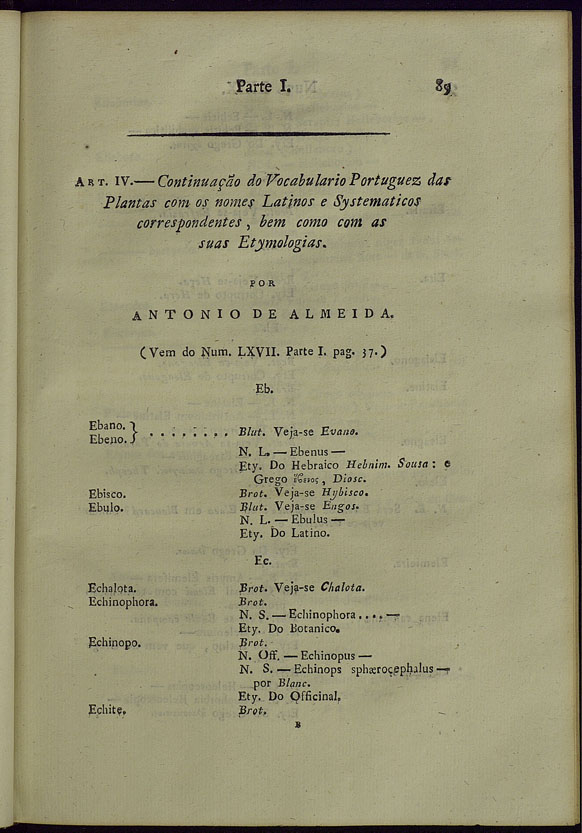 Parte I. 89
ART. IV.— Continuação do Vocabulario Portuguez das
Plantas com os nomes Latinos e Systematicos
correspondentes, bem como com as
suas Etymologias.
POR
ANTONIO DE ALMEIDA.
(Vem do Num. LXVII. Parte I. pag. 37.)
Eb.
Ebano. }
Ebeno. } . . . . . . . . Blut. Veja-se Evano.
N. L. — Ebenus —
Ety. Do Hebraico Hebnim. Sousa: e
Grego , Diosc.
Ebisco. Brot. Veja-se Hybisco.
Ebulo. Blut. Veja-se Engos.
N. L. — Ebulus —
Ety. Do Latino.
Ec.
Echalota. Brot. Veja-se Chalota.
Echinophora. Brot.
N. S. — Echinophora . . . . —
Ety. Do Botanico.
Echinopo. Brot.
N. Off. — Echinopus —
N. S. — Echinops sphærocephalus —
por Blanc.
Ety. Do Officinal.
Echite. Brot.
B